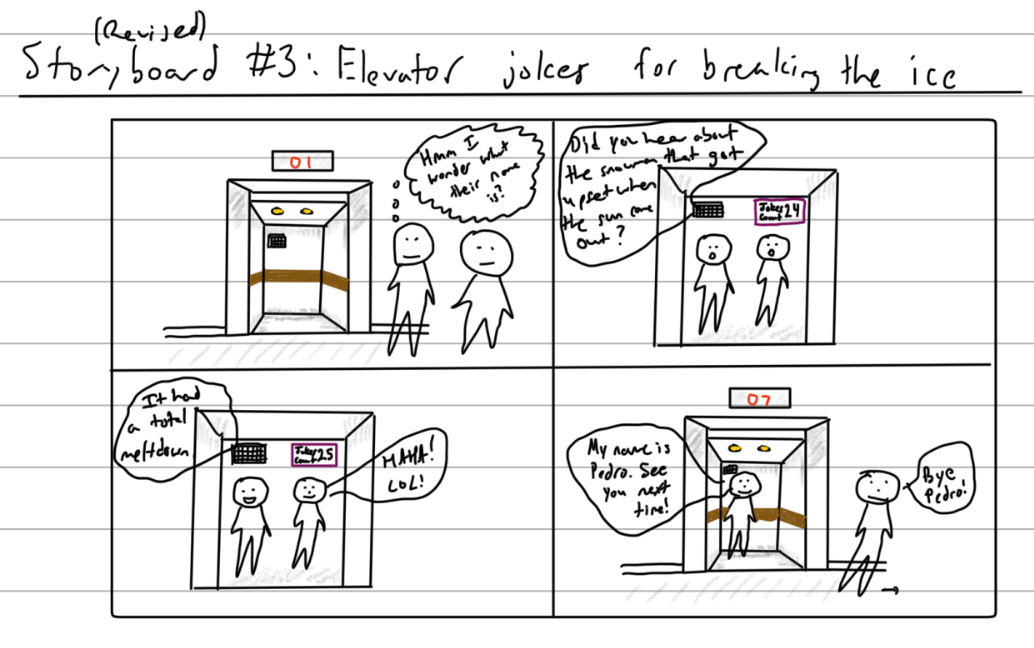 (Revised)
Storyboard #3: Elevator jokes for breaking the ice
01
Hmm I
wonder what
their name
is?
Did you hear about
the snowman that got
upset when
the sun came
out?
Jokes
Count 24
It had
a total
meltdown
Jokes
Count 25
HAHA!
LOL!
07
My name is
Pedro. See
you next
time!
Bye
Pedro!